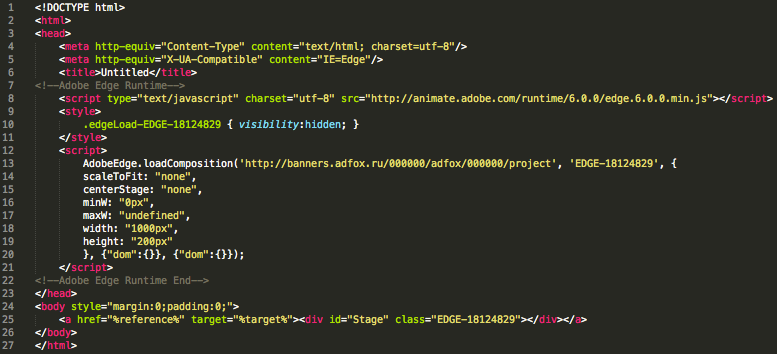 1 <!DOCTYPE html>
2 <html>
3 <head>
4     <meta http-equiv="Content-Type" content="text/html; charset=utf-8"/>
5     <meta http-equiv="X-UA-Compatible" content="IE=Edge"/>
6     <title>Untitled</title>
7 <!--Adobe Edge Runtime-->
8     <script type="text/javascript" charset="utf-8" src="http://animate.adobe.com/runtime/6.0.0/edge.6.0.0.min.js"></script>
9     <style>
10         .edgeLoad-EDGE-18124829 { visibility:hidden; }
11     </style>
12     <script>
13         AdobeEdge.loadComposition('http://banners.adfox.ru/000000/adfox/000000/project', 'EDGE-18124829', {
14         scaleToFit: "none",
15         centerStage: "none",
16         minW: "0px",
17         maxW: "undefined",
18         width: "1000px",
19         height: "200px"
20         }, {"dom":{}}, {"dom":{}});
21     </script>
22 <!--Adobe Edge Runtime End-->
23 </head>
24 <body style="margin:0;padding:0;">
25     <a href="%reference%" target="%target%"><div id="Stage" class="EDGE-18124829"></div></a>
26 </body>
27 </html>